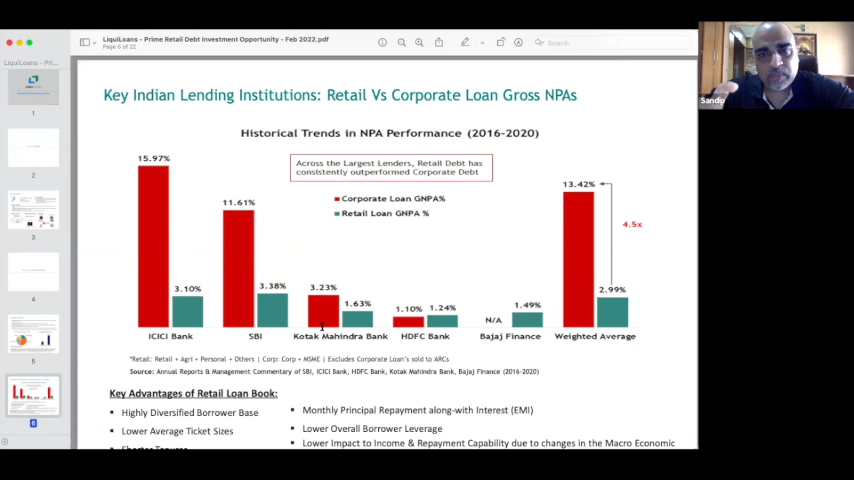 LiquiLoans - Prime Retail Debt Investment Opportunity - Feb 2022.pdf
Page 6 of 22
Search
LiquiLoans - Pri...
1
2
3
4
5
6
Sandip
Key Indian Lending Institutions: Retail Vs Corporate Loan Gross NPAs
Historical Trends in NPA Performance (2016-2020)
Across the Largest Lenders, Retail Debt has
consistently outperformed Corporate Debt
Corporate Loan GNPA%
Retail Loan GNPA %
15.97%
3.10%
11.61%
3.38%
3.23%
1.63%
1.10%
1.24%
N/A
1.49%
13.42%
2.99%
4.5x
ICICI Bank
SBI
Kotak Mahindra Bank
HDFC Bank
Bajaj Finance
Weighted Average
*Retail: Retail + Agri + Personal + Others | Corp: Corp + MSME | Excludes Corporate Loan's sold to ARCs
Source: Annual Reports & Management Commentary of SBI, ICICI Bank, HDFC Bank, Kotak Mahindra Bank, Bajaj Finance (2016-2020)
Key Advantages of Retail Loan Book:
▪ Highly Diversified Borrower Base
▪ Lower Average Ticket Sizes
▪ Shorter Tenures
▪ Monthly Principal Repayment along-with Interest (EMI)
▪ Lower Overall Borrower Leverage
▪ Lower Impact to Income & Repayment Capability due to changes in the Macro Economic